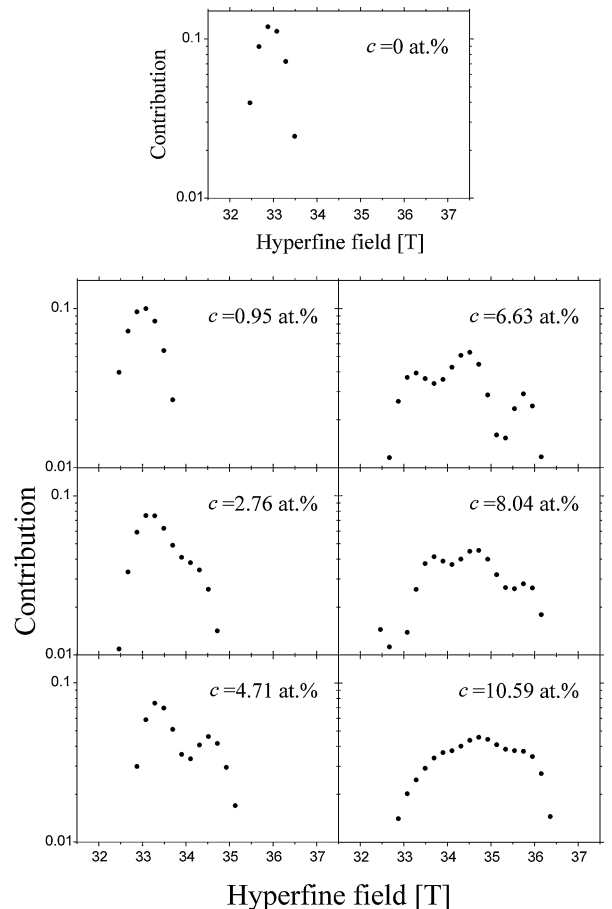 0.1
c =0 at.%
Contribution
0.01
32 33 34 35 36 37
Hyperfine field [T]
0.1
c =0.95 at.%
c =6.63 at.%
0.01
0.1
c =2.76 at.%
c =8.04 at.%
Contribution
0.01
0.1
c =4.71 at.%
c =10.59 at.%
0.01
32 33 34 35 36 37
32 33 34 35 36 37
Hyperfine field [T]